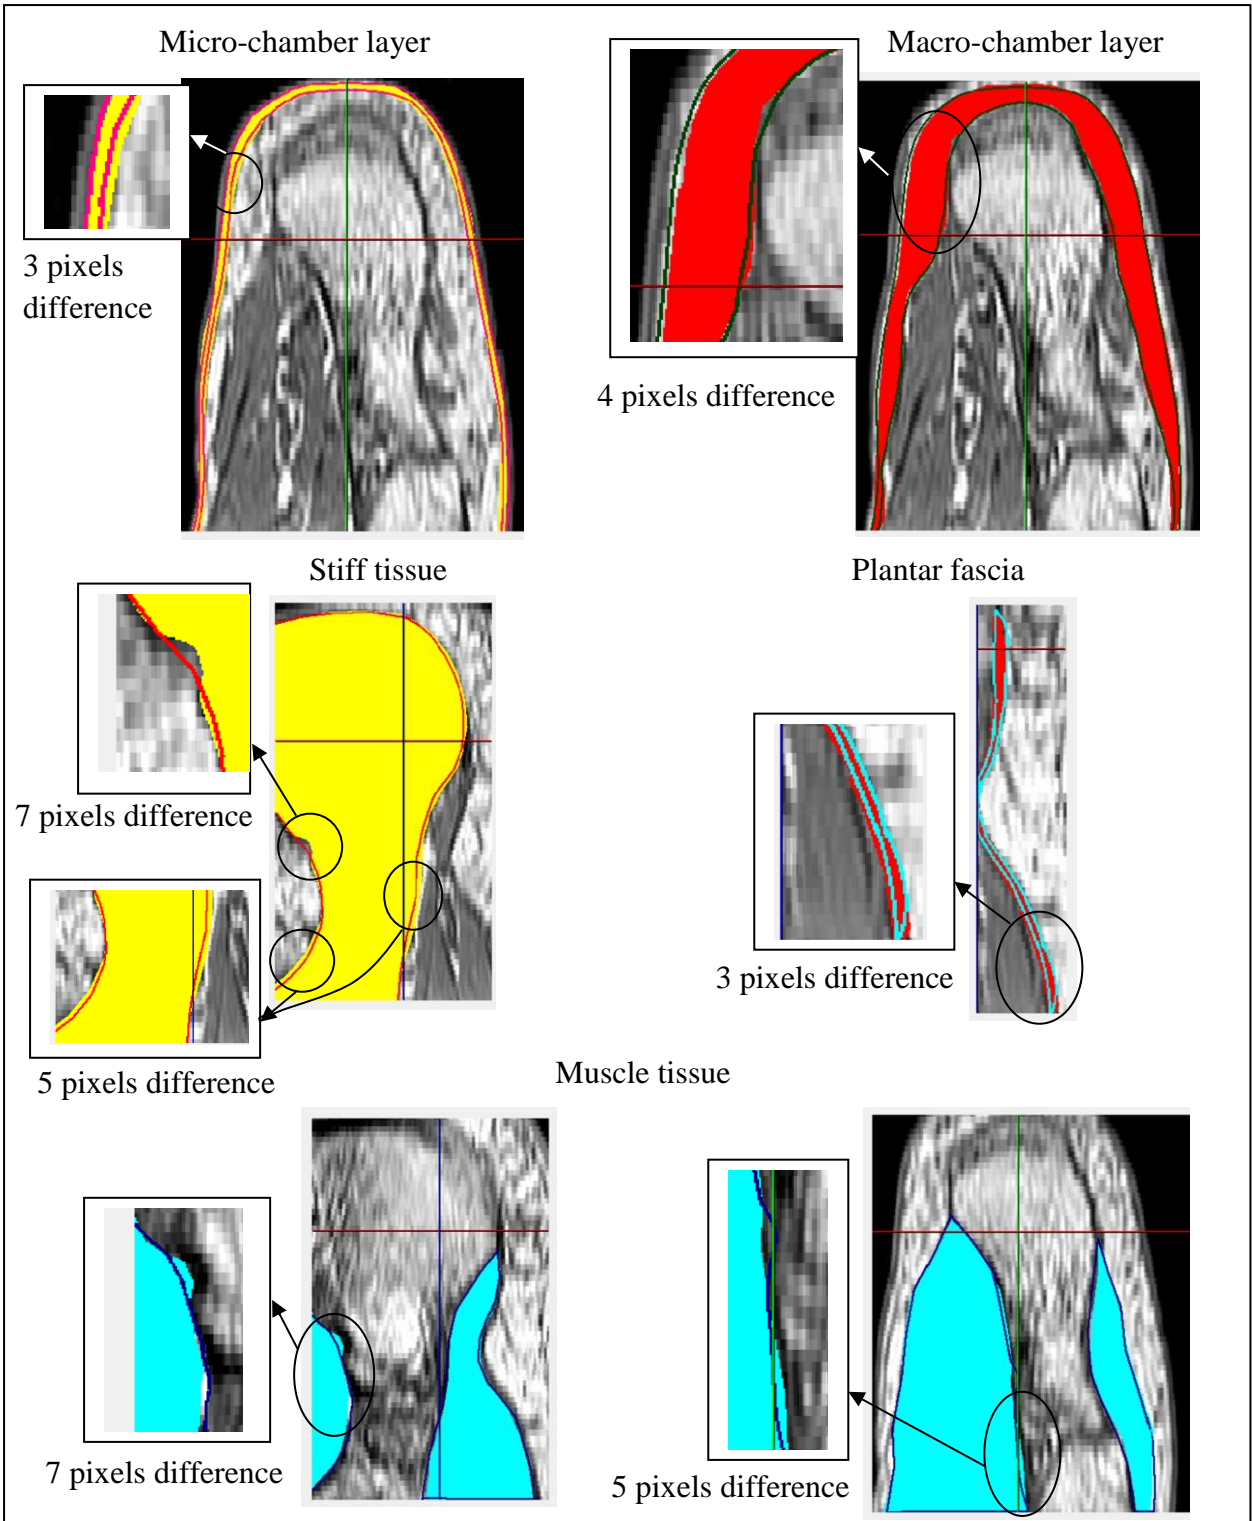 Micro-chamber layer
Macro-chamber layer
3 pixels
difference
4 pixels difference
Stiff tissue
Plantar fascia
7 pixels difference
3 pixels difference
5 pixels difference
Muscle tissue
7 pixels difference
5 pixels difference